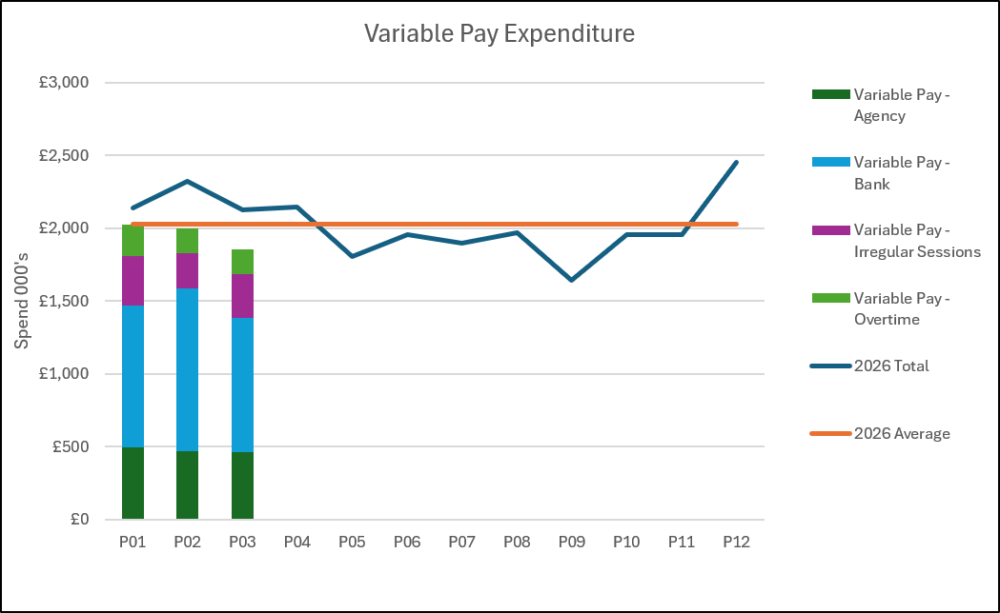 Variable Pay Expenditure
Spend 000's
£3,000
£2,500
£2,000
£1,500
£1,000
£500
£0
P01 P02 P03 P04 P05 P06 P07 P08 P09 P10 P11 P12
Variable Pay -
Agency
Variable Pay -
Bank
Variable Pay -
Irregular Sessions
Variable Pay -
Overtime
2026 Total
2026 Average